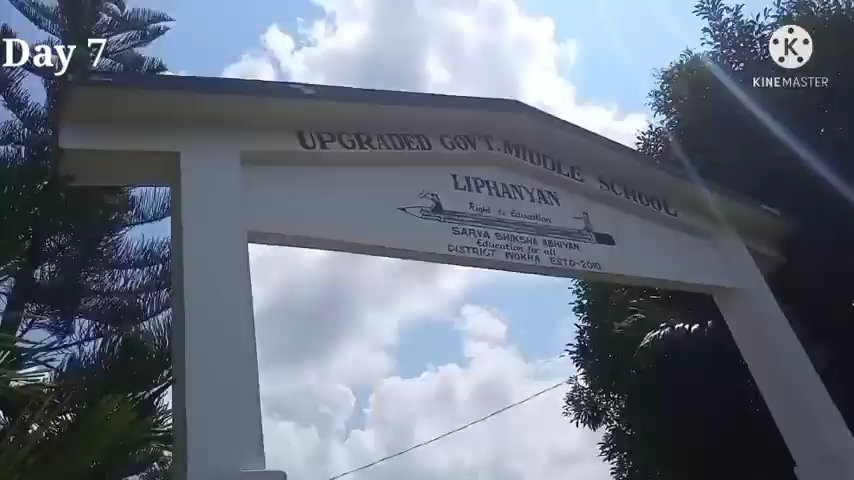 Day 7
KINEMASTER
UPGRADED GOVT. MIDDLE SCHOOL
LIPHANYAN
Right to Education
SARVA SHIKSHA ABHIYAN
Education for all
DISTRICT WOKHA ESTD-2010